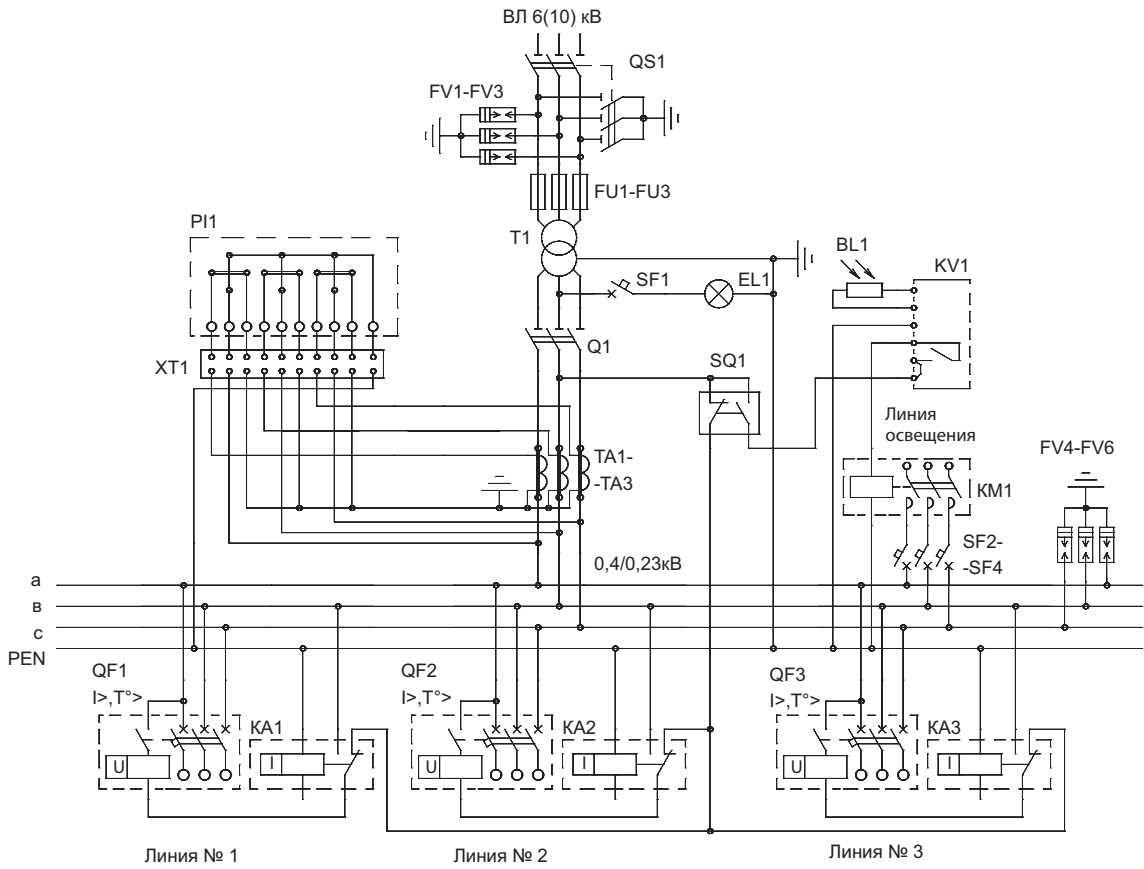 ВЛ 6(10) кВ
QS1
FV1-FV3
FU1-FU3
PI1
T1
BL1
KV1
SF1
EL1
Q1
XT1
SQ1
Линия
освещения
FV4-FV6
TA1-
-TA3
KM1
SF2-
-SF4
0,4/0,23кВ
а
в
с
PEN
QF1
I>,T°>
KA1
U
I
QF2
I>,T°>
KA2
U
I
QF3
I>,T°>
KA3
U
I
Линия № 1
Линия № 2
Линия № 3